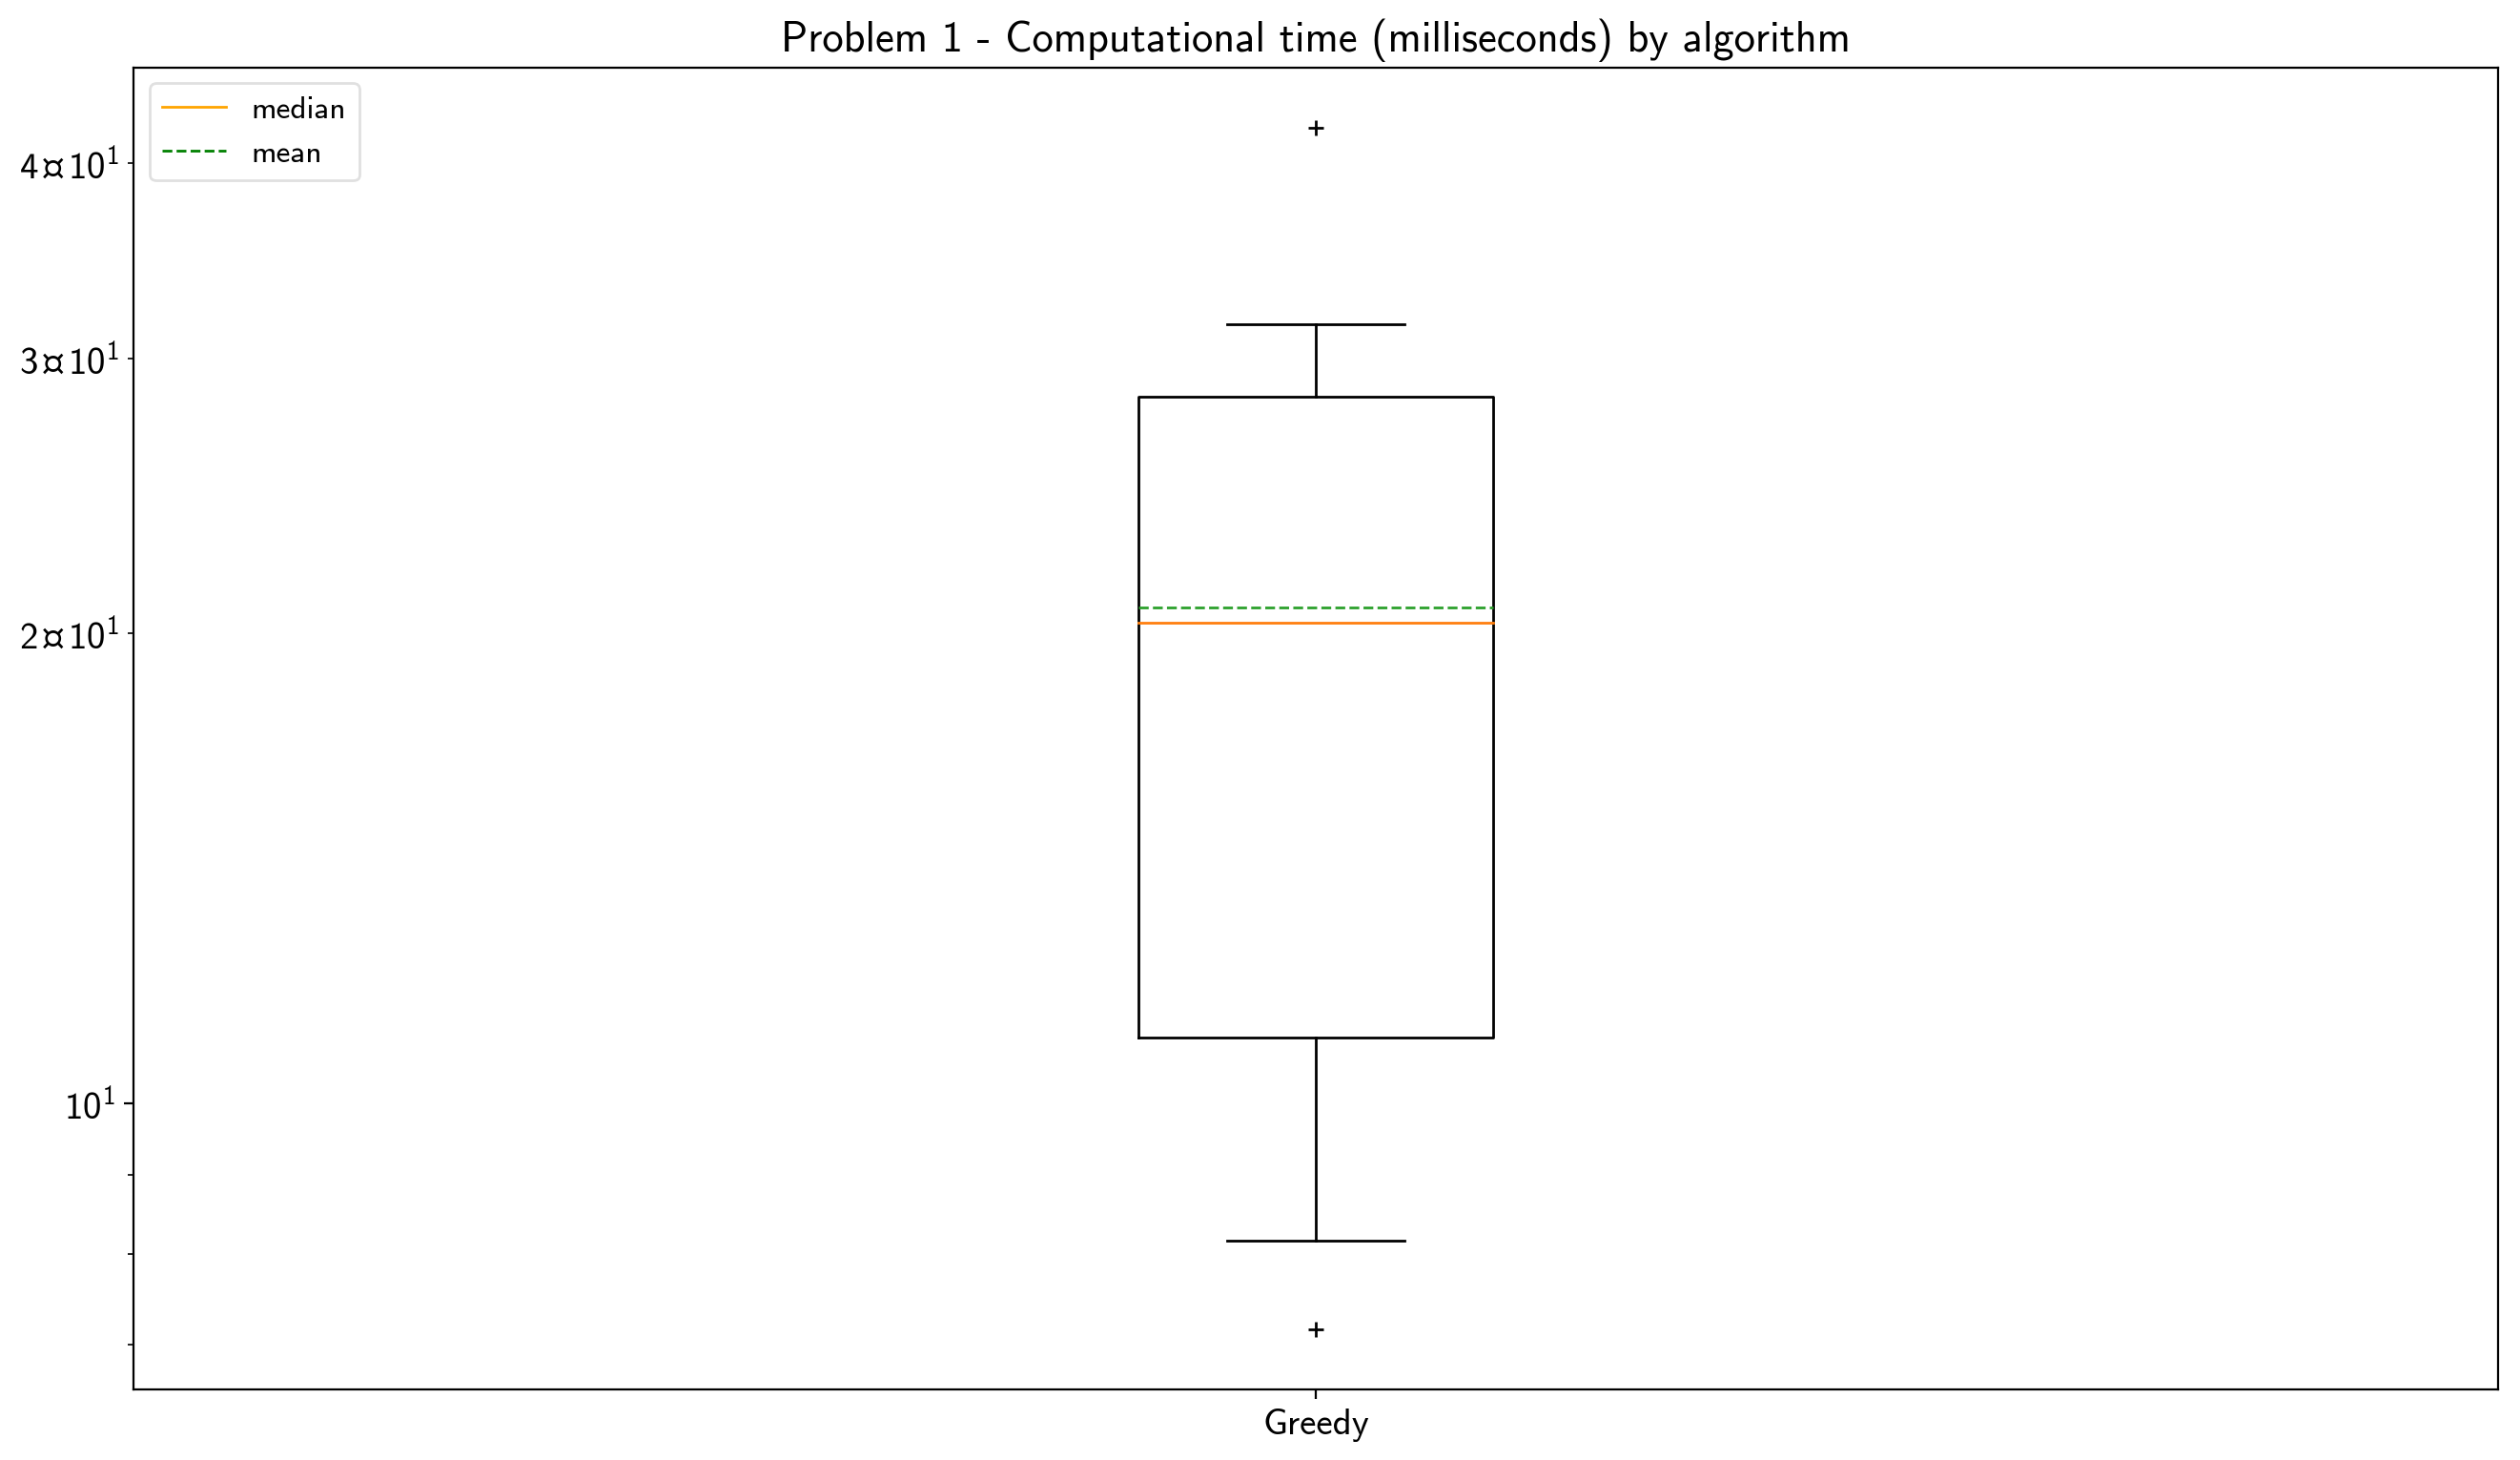 Problem 1 - Computational time (milliseconds) by algorithm
median
mean
4¤10¹
3¤10¹
2¤10¹
10¹
Greedy